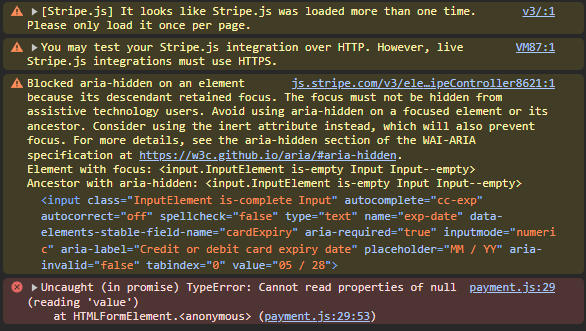 [Stripe.js] It looks like Stripe.js was loaded more than one time. v3/:1
Please only load it once per page.
You may test your Stripe.js integration over HTTP. However, live VM87:1
Stripe.js integrations must use HTTPS.
Blocked aria-hidden on an element js.stripe.com/v3/ele…ipeController8621:1
because its descendant retained focus. The focus must not be hidden from
assistive technology users. Avoid using aria-hidden on a focused element or its
ancestor. Consider using the inert attribute instead, which will also prevent
focus. For more details, see the aria-hidden section of the WAI-ARIA
specification at https://w3c.github.io/aria/#aria-hidden.
Element with focus: <input.InputElement is-empty Input Input--empty>
Ancestor with aria-hidden: <input.InputElement is-empty Input Input--empty>
<input class="InputElement is-complete Input" autocomplete="cc-exp"
autocorrect="off" spellcheck="false" type="text" name="exp-date" data-
elements-stable-field-name="cardExpiry" aria-required="true" inputmode="numeri
c" aria-label="Credit or debit card expiry date" placeholder="MM / YY" aria-
invalid="false" tabindex="0" value="05 / 28">
Uncaught (in promise) TypeError: Cannot read properties of null payment.js:29
(reading 'value')
at HTMLFormElement.<anonymous> (payment.js:29:53)